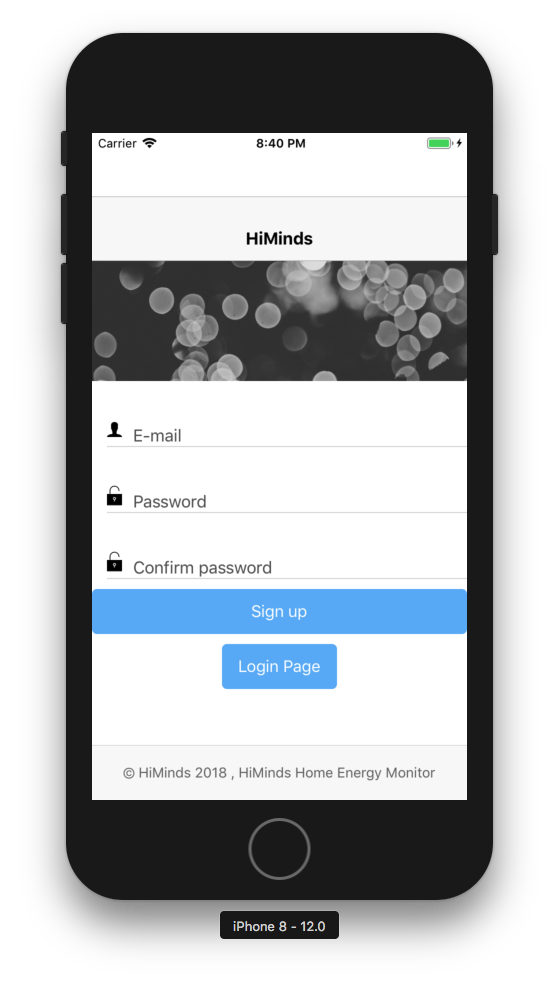 Carrier 8:40 PM
HiMinds
E-mail
Password
Confirm password
Sign up
Login Page
© HiMinds 2018 , HiMinds Home Energy Monitor
iPhone 8 - 12.0